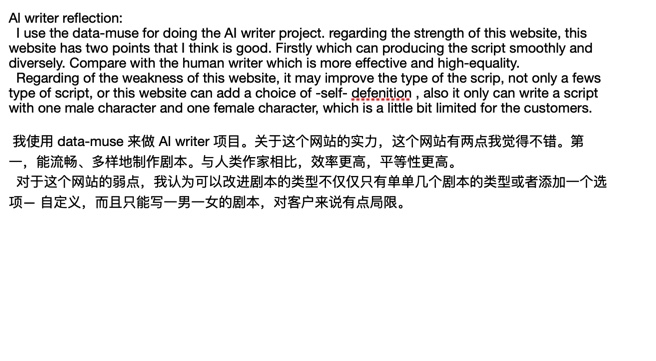 AI writer reflection:
I use the data-muse for doing the AI writer project. regarding the strength of this website, this
website has two points that I think is good. Firstly which can producing the script smoothly and
diversely. Compare with the human writer which is more effective and high-equality.
Regarding of the weakness of this website, it may improve the type of the scrip, not only a fews
type of script, or this website can add a choice of -self- defenition , also it only can write a script
with one male character and one female character, which is a little bit limited for the customers.
我使用 data-muse 来做 AI writer 项目。关于这个网站的实力，这个网站有两点我觉得不错。第
一，能流畅、多样地制作剧本。与人类作家相比，效率更高，平等性更高。
对于这个网站的弱点，我认为可以改进剧本的类型不仅仅只有单单几个剧本的类型或者添加一个选
项— 自定义，而且只能写一男一女的剧本，对客户来说有点局限。